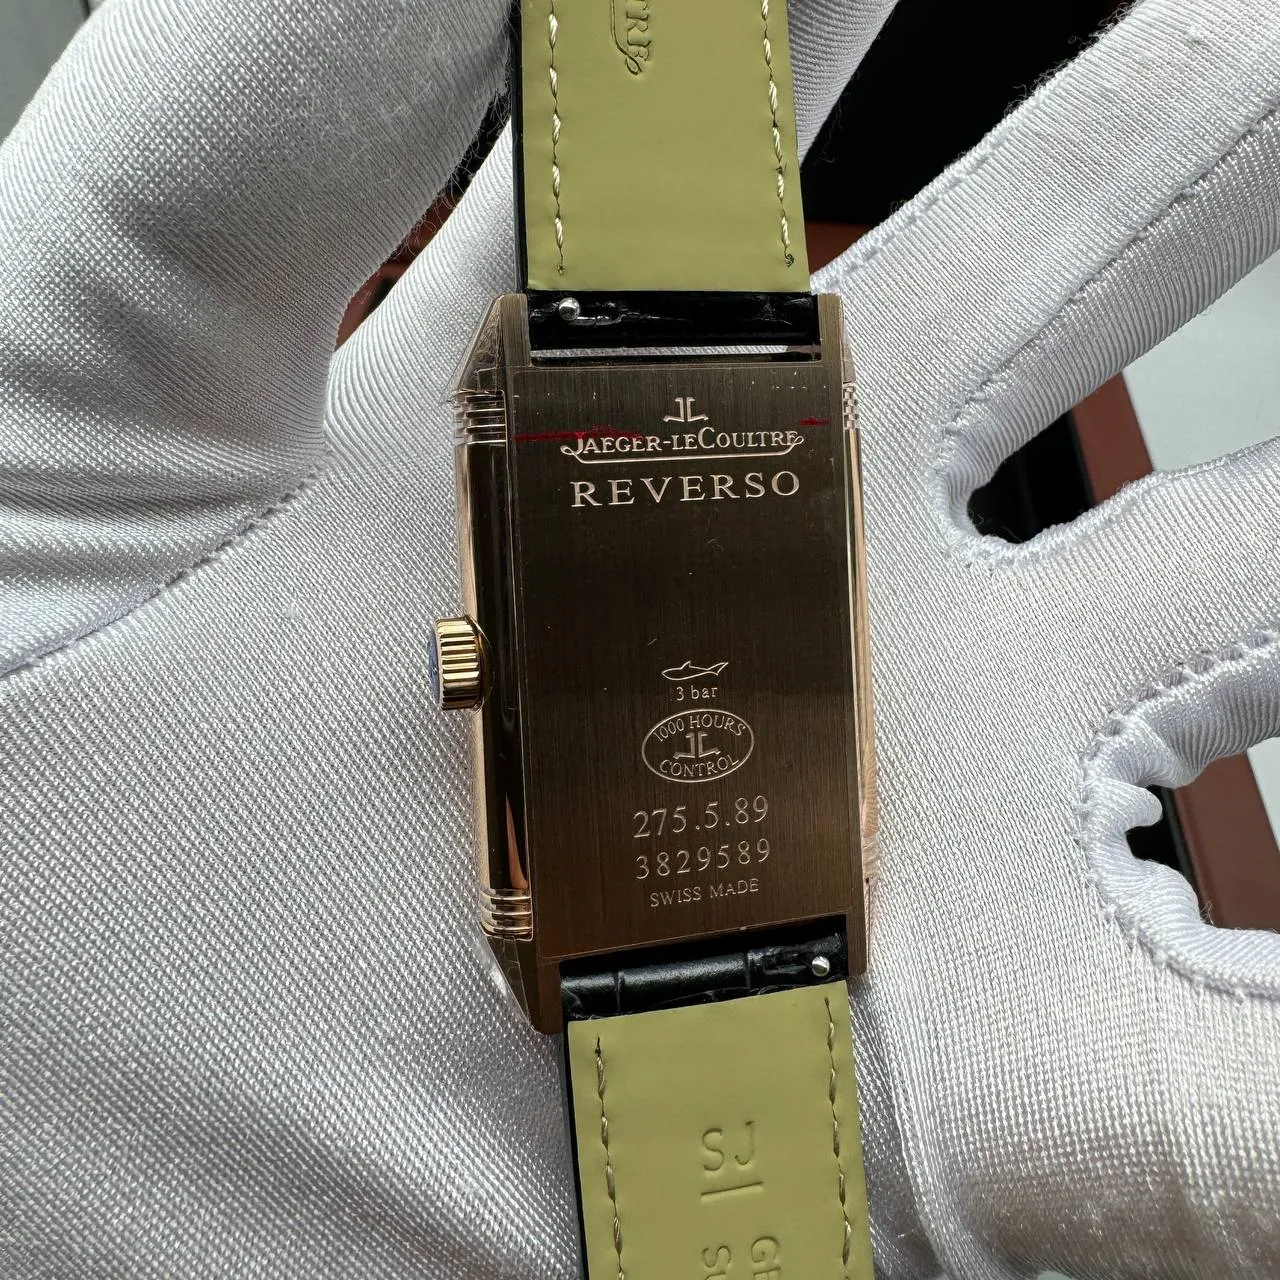 JAEGER-LECOULTRE
REVERSO
3 bar
1000 HOURS
CONTROL
275.5.89
3829589
SWISS MADE
SJ